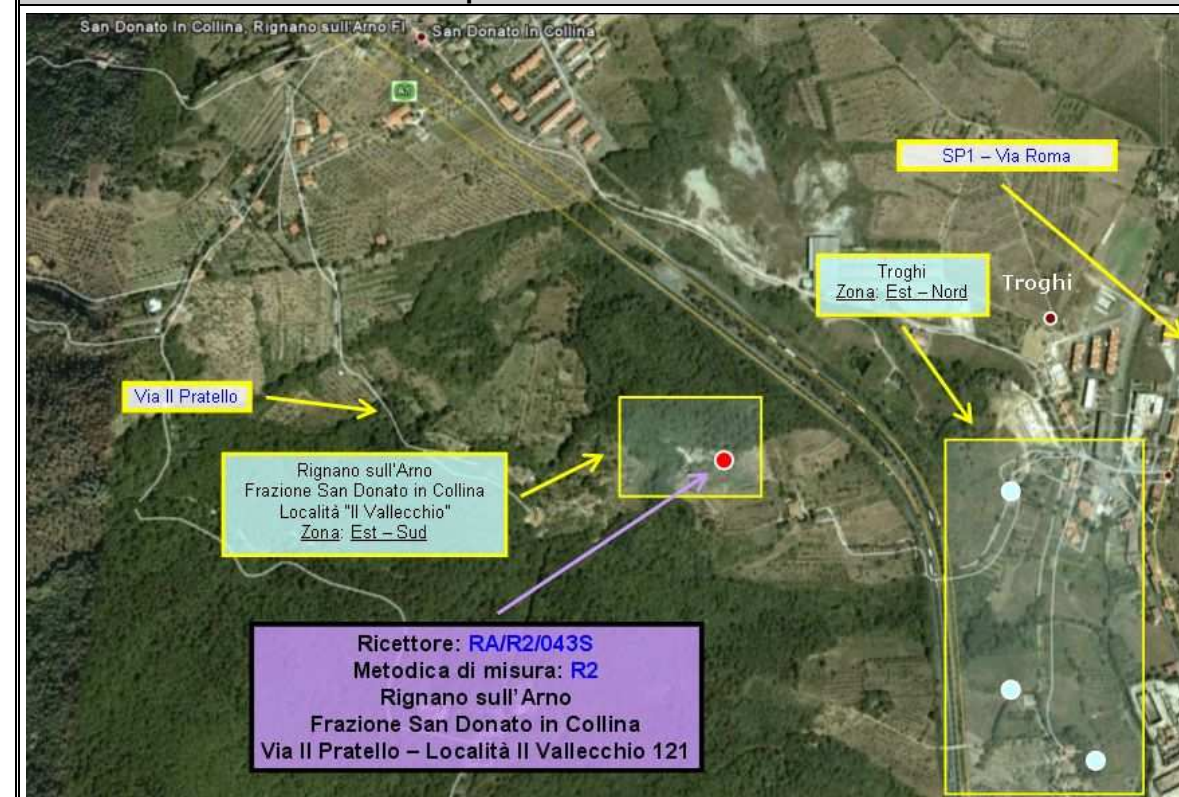 San Donato In Collina, Rignano sull'Arno FI
San Donato In Collina
SP1 – Via Roma
Troghi
Zona: Est – Nord
Troghi
Via Il Pratello
Rignano sull'Arno
Frazione San Donato in Collina
Località "Il Vallecchio"
Zona: Est – Sud
Ricettore: RA/R2/043S
Metodica di misura: R2
Rignano sull'Arno
Frazione San Donato in Collina
Via Il Pratello – Località Il Vallecchio 121